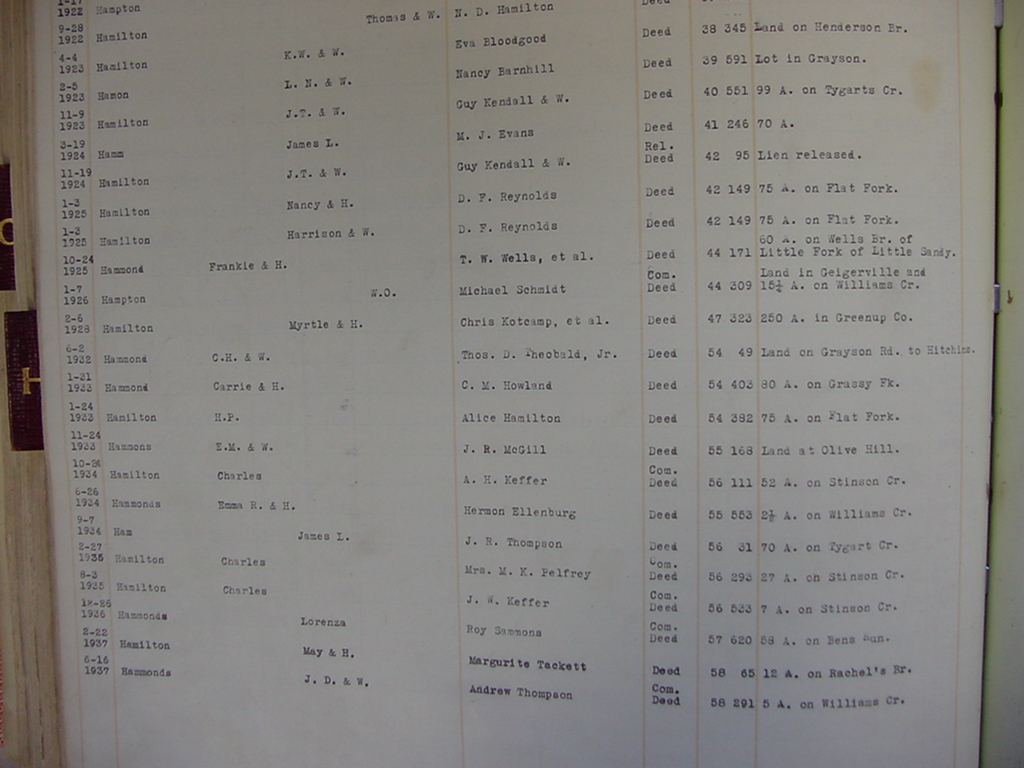 1-17
1922 Hampton
9-28
1922 Hamilton Thomas & W. N. D. Hamilton Deed
4-4
1923 Hamilton K.W. & W. Eva Bloodgood Deed 38 345 Land on Henderson Br.
2-5
1923 Hamon L. N. & W. Nancy Barnhill Deed 39 591 Lot in Grayson.
11-9
1923 Hamilton J.T. & W. Guy Kendall & W. Deed 40 551 99 A. on Tygarts Cr.
3-19
1924 Hamm James L. M. J. Evans Deed 41 246 70 A.
11-19 Rel.
1924 Hamilton J.T. & W. Guy Kendall & W. Deed 42 95 Lien released.
1-3
1925 Hamilton Nancy & H. D. F. Reynolds Deed 42 149 75 A. on Flat Fork.
1-3
1925 Hamilton Harrison & W. D. F. Reynolds Deed 42 149 75 A. on Flat Fork.
10-24 60 A. on Wells Br. of
1925 Hammond Frankie & H. T. W. Wells, et al. Deed 44 171 Little Fork of Little Sandy.
1-7 Com. Land in Geigerville and
1926 Hampton W.O. Michael Schmidt Deed 44 309 15½ A. on Williams Cr.
2-6
1928 Hamilton Myrtle & H. Chris Kotcamp, et al. Deed 47 323 250 A. in Greenup Co.
6-2
1932 Hammond C.H. & W. Thos. D. Theobald, Jr. Deed 54 49 Land on Grayson Rd. to Hitchins.
1-31
1933 Hammond Carrie & H. C. M. Howland Deed 54 403 80 A. on Grassy Fk.
1-24
1933 Hamilton H.P. Alice Hamilton Deed 54 382 75 A. on Flat Fork.
11-24
1933 Hammons E.M. & W. J. R. McGill Deed 55 168 Land at Olive Hill.
10-24 Com.
1934 Hamilton Charles A. H. Keffer Deed 56 111 52 A. on Stinson Cr.
6-26
1934 Hammonds Emma R. & H. Hermon Ellenburg Deed 55 553 2½ A. on Williams Cr.
9-7
1934 Ham James L. J. R. Thompson Deed 56 31 70 A. on Tygart Cr.
2-27 Com.
1935 Hamilton Charles Mrs. M. K. Pelfrey Deed 56 293 27 A. on Stinson Cr.
8-3 Com.
1935 Hamilton Charles J. W. Keffer Deed 56 533 7 A. on Stinson Cr.
12-26 Com.
1936 Hammonds Lorenza Roy Sammons Deed 57 620 58 A. on Bens Run.
2-22
1937 Hamilton May & H. Margurite Tackett Deed 58 65 12 A. on Rachel's Br.
6-16 Com.
1937 Hammonds J. D. & W. Andrew Thompson Deed 58 291 5 A. on Williams Cr.